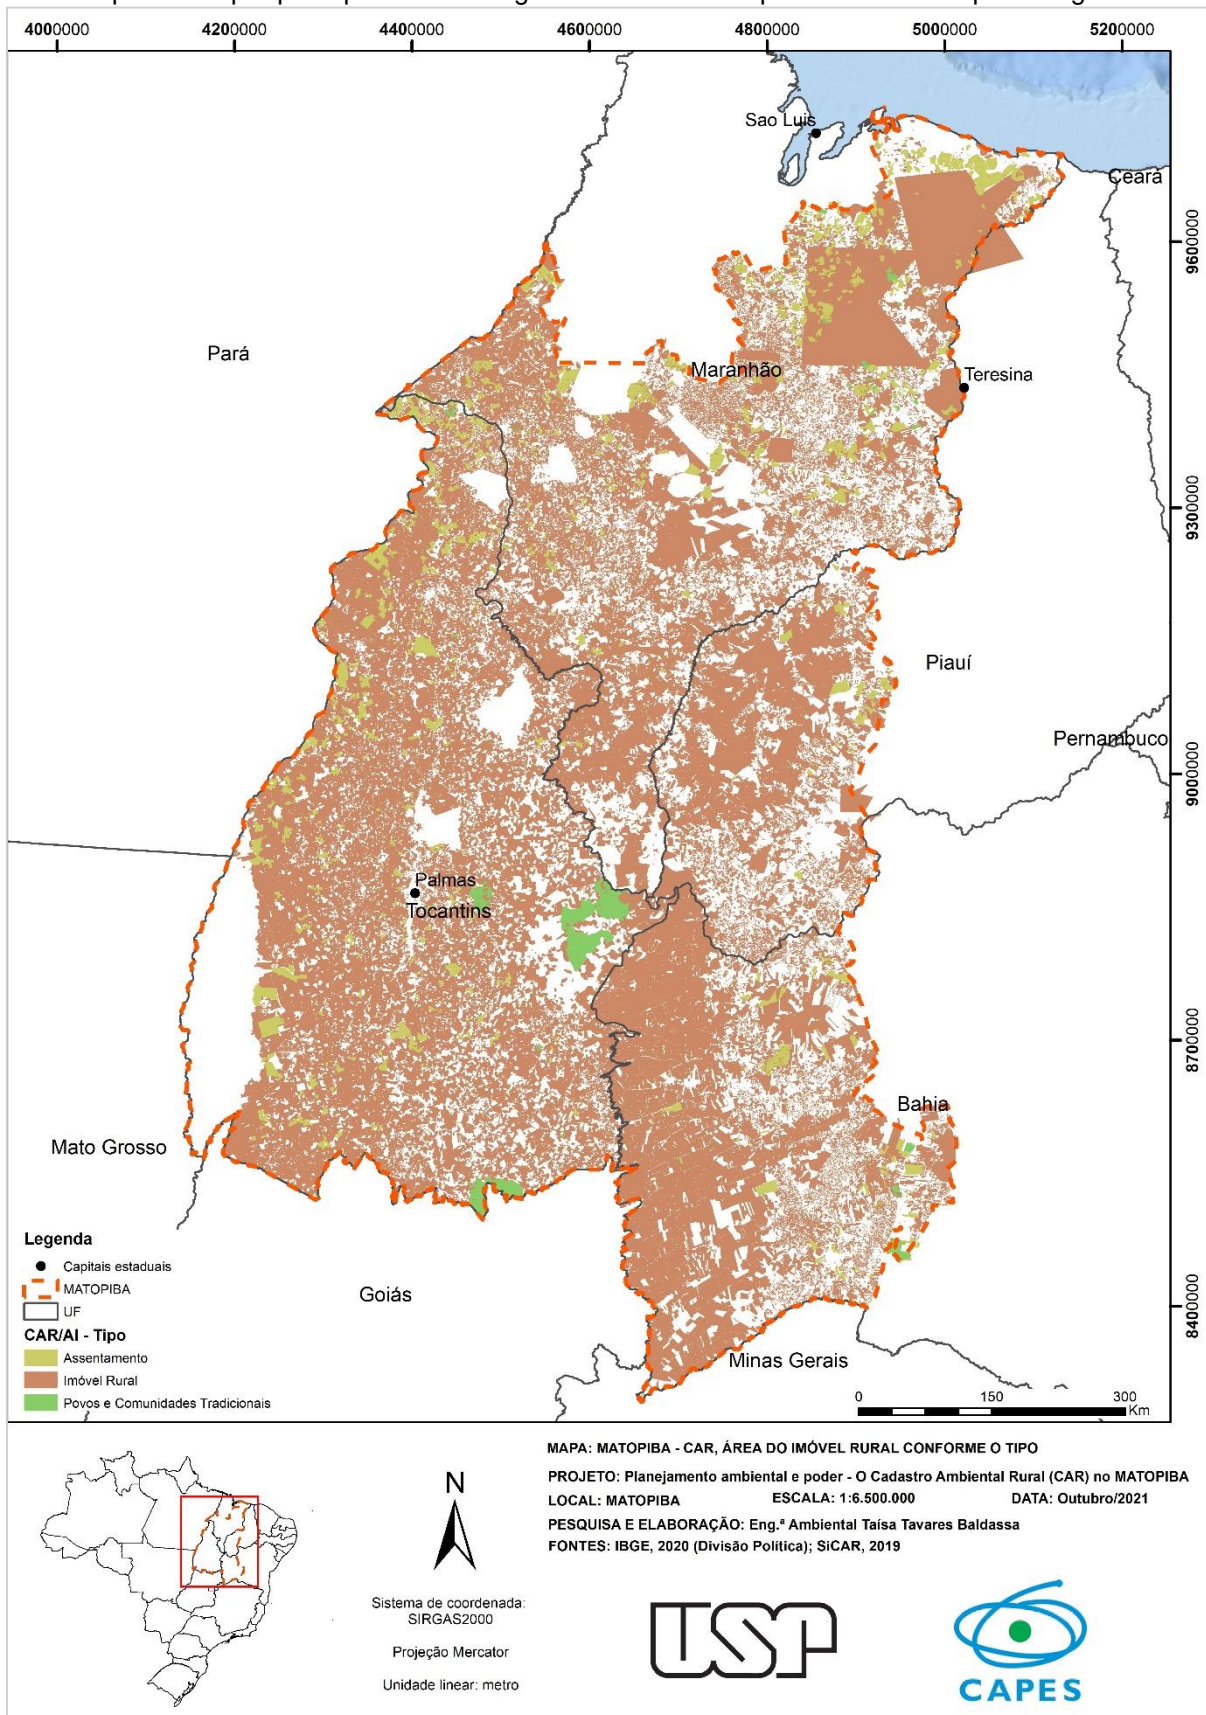 4000000 4200000 4400000 4600000 4800000 5000000 5200000
Sao Luis
Ceará
9600000
Pará
Maranhão
Teresina
9300000
Piauí
Pernambuco
9000000
Palmas
Tocantins
8700000
Bahia
Mato Grosso
Goiás
8400000
Minas Gerais
Legenda
Capitais estaduais
MATOPIBA
UF
CAR/AI - Tipo
Assentamento
Imóvel Rural
Povos e Comunidades Tradicionais
0 150 300
Km
MAPA: MATOPIBA - CAR, ÁREA DO IMÓVEL RURAL CONFORME O TIPO
PROJETO: Planejamento ambiental e poder - O Cadastro Ambiental Rural (CAR) no MATOPIBA
LOCAL: MATOPIBA ESCALA: 1:6.500.000 DATA: Outubro/2021
PESQUISA E ELABORAÇÃO: Eng.ª Ambiental Taísa Tavares Baldassa
FONTES: IBGE, 2020 (Divisão Política); SiCAR, 2019
N
Sistema de coordenada:
SIRGAS2000
Projeção Mercator
Unidade linear: metro
USP
CAPES